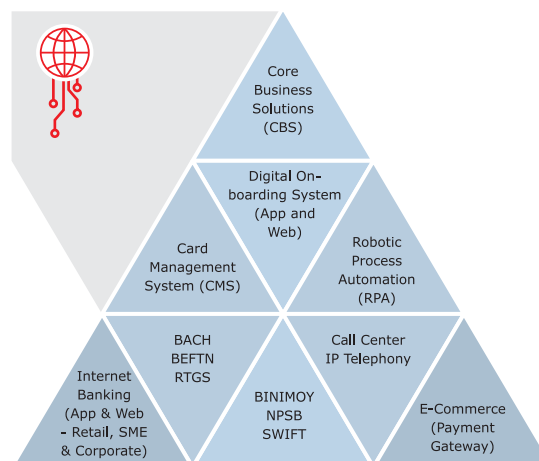 Core
Business
Solutions
(CBS)
Digital On-
boarding System
(App and
Web)
Card
Management
System (CMS)
Robotic
Process
Automation
(RPA)
BACH
BEFTN
RTGS
Call Center
IP Telephony
Internet
Banking
(App & Web
- Retail, SME
& Corporate)
BINIMOY
NPSB
SWIFT
E-Commerce
(Payment
Gateway)